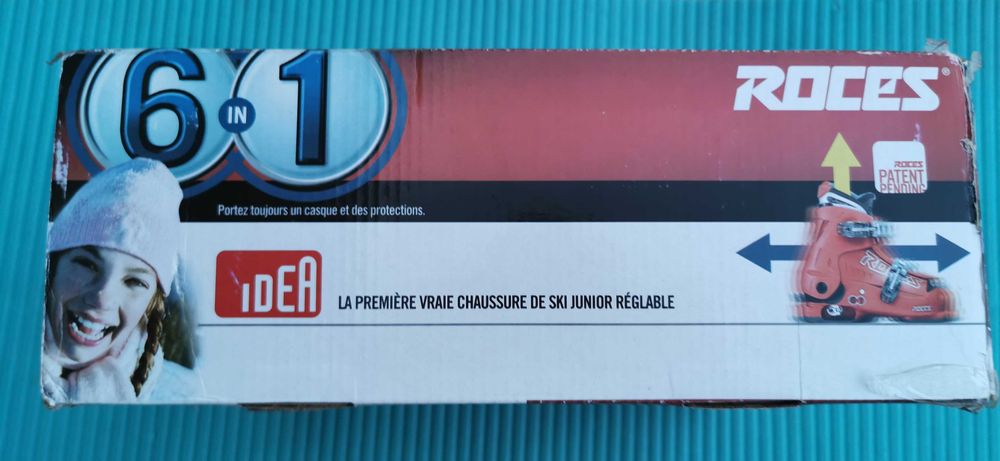 6 IN 1
ROCES®
ROCES
PATENT
PENDING
Portez toujours un casque et des protections.
IDEA
LA PREMIÈRE VRAIE CHAUSSURE DE SKI JUNIOR RÉGLABLE
ROCES